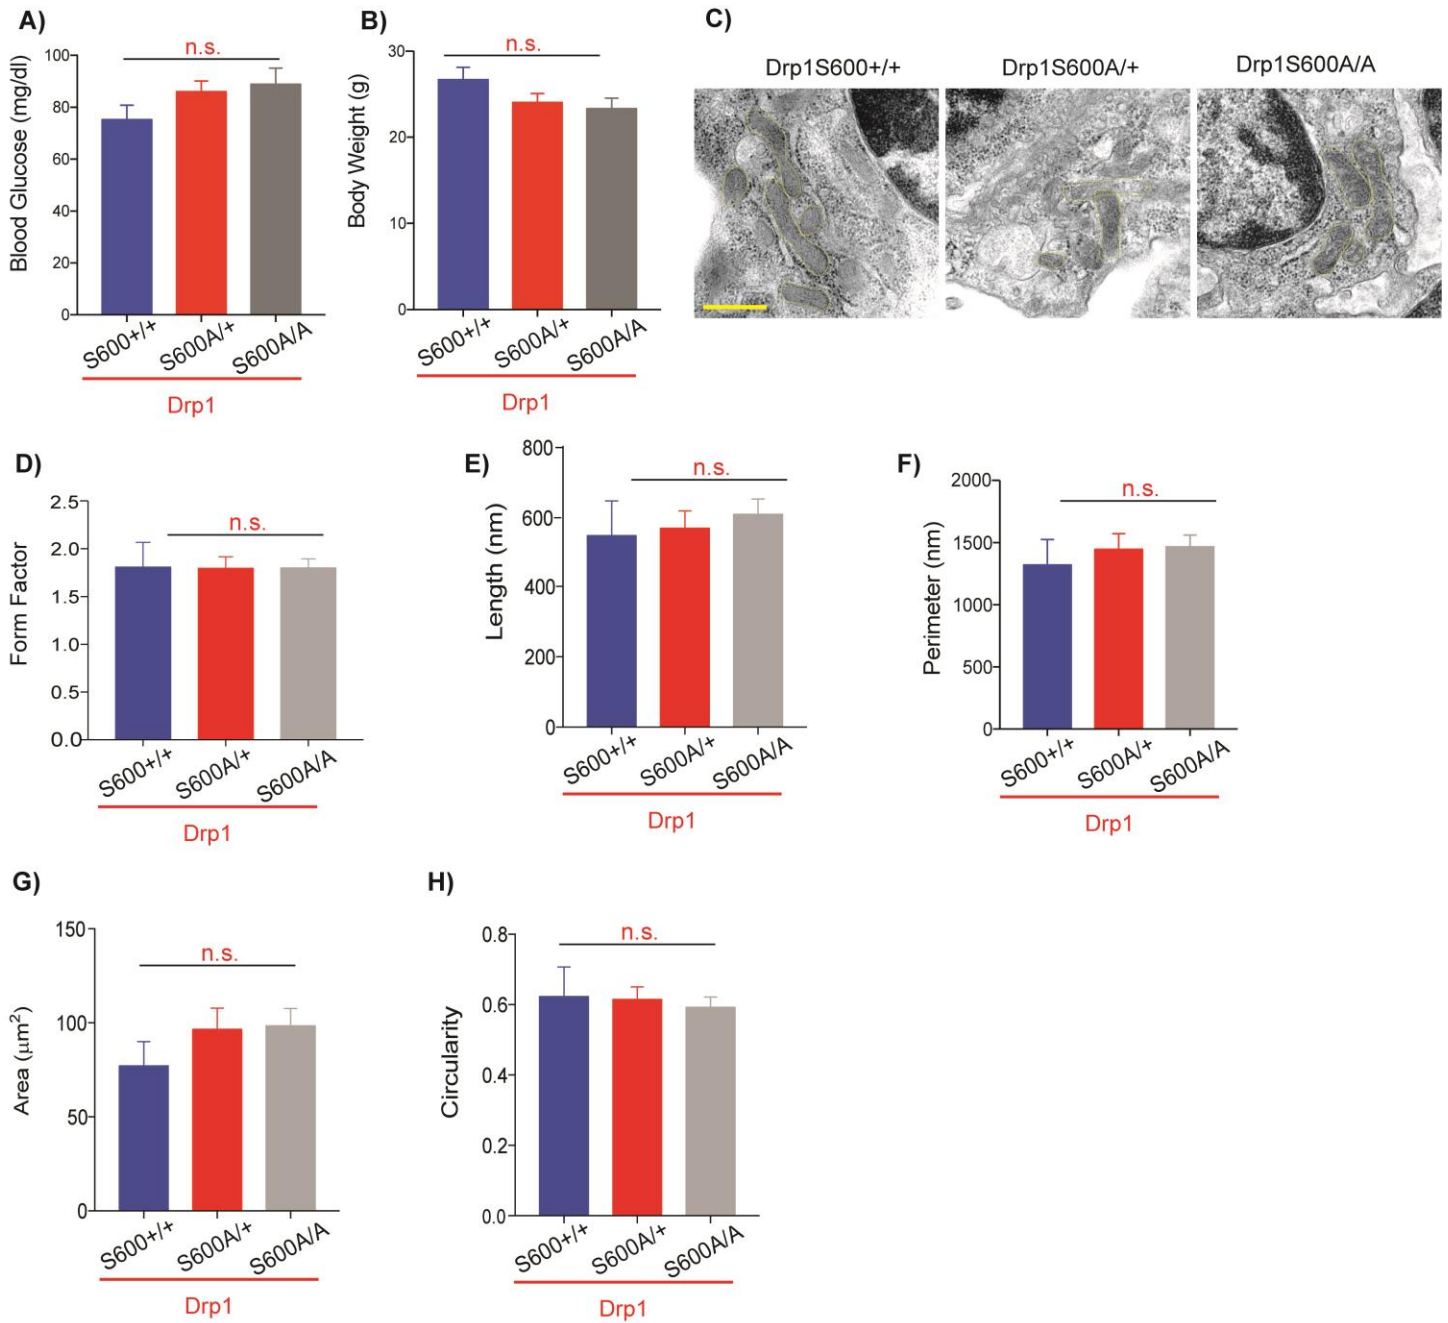 A)
n.s.
Blood Glucose (mg/dl)
100
80
60
40
20
0
S600+/+
S600A/+
S600A/A
Drp1
B)
n.s.
Body Weight (g)
30
20
10
0
S600+/+
S600A/+
S600A/A
Drp1
C)
Drp1S600+/+
Drp1S600A/+
Drp1S600A/A
D)
n.s.
Form Factor
2.5
2.0
1.5
1.0
0.5
0.0
S600+/+
S600A/+
S600A/A
Drp1
E)
n.s.
Length (nm)
800
600
400
200
0
S600+/+
S600A/+
S600A/A
Drp1
F)
n.s.
Perimeter (nm)
2000
1500
1000
500
0
S600+/+
S600A/+
S600A/A
Drp1
G)
n.s.
Area (μm²)
150
100
50
0
S600+/+
S600A/+
S600A/A
Drp1
H)
n.s.
Circularity
0.8
0.6
0.4
0.2
0.0
S600+/+
S600A/+
S600A/A
Drp1